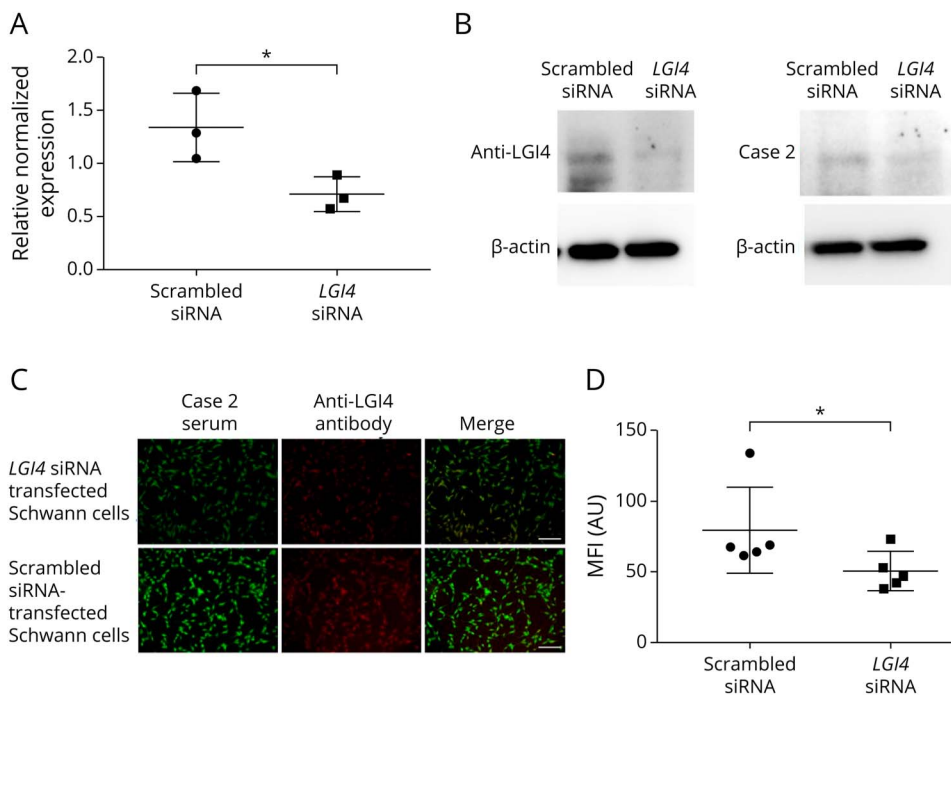 A
Relative normalized
expression
2.0
1.5
1.0
0.5
0.0
*
Scrambled
siRNA
LGI4
siRNA
B
Scrambled
siRNA
LGI4
siRNA
Anti-LGI4
β-actin
Scrambled
siRNA
LGI4
siRNA
Case 2
β-actin
C
Case 2
serum
Anti-LGI4
antibody
Merge
LGI4 siRNA
transfected
Schwann cells
Scrambled
siRNA-
transfected
Schwann cells
D
MFI (AU)
150
100
50
0
*
Scrambled
siRNA
LGI4
siRNA